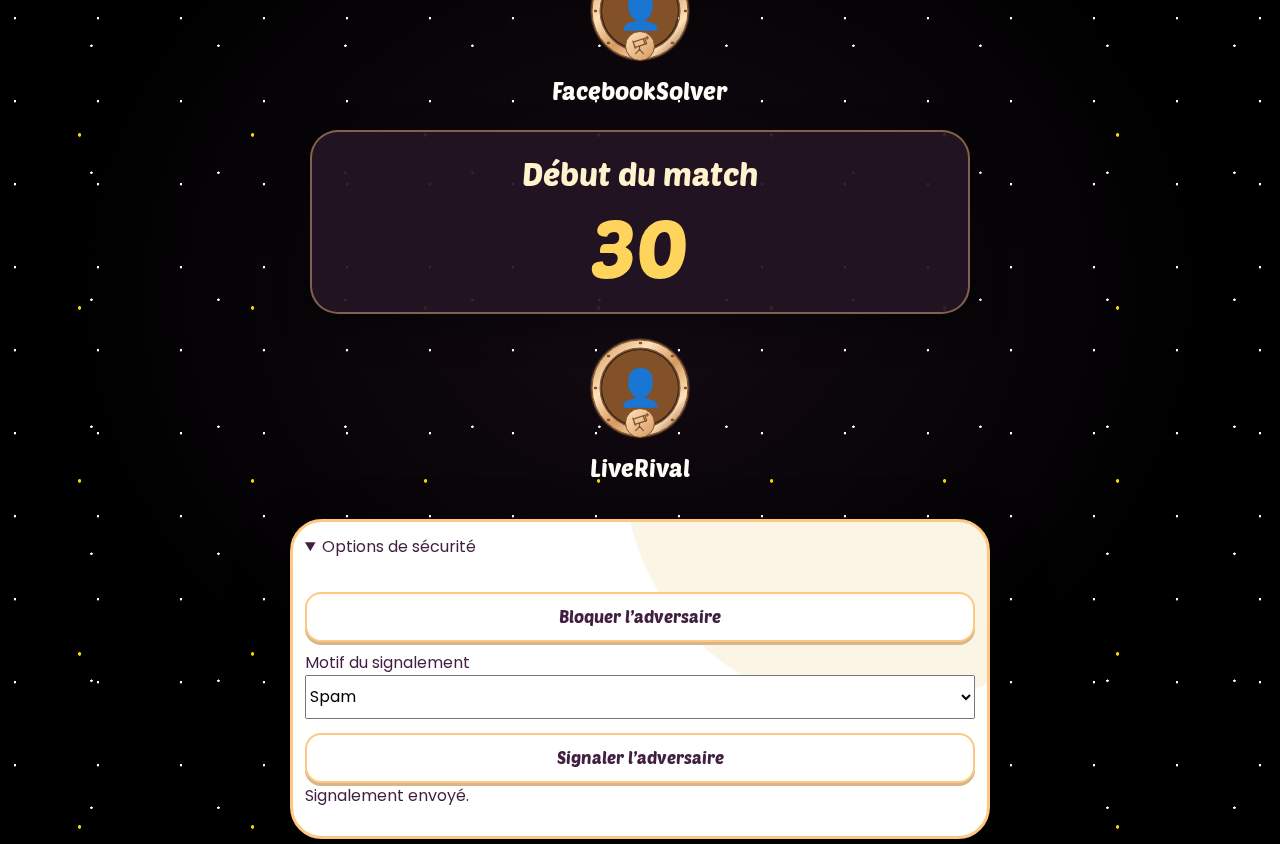 FacebookSolver
Début du match
30
LiveRival
▼ Options de sécurité
Bloquer l’adversaire
Motif du signalement
Spam
Signaler l’adversaire
Signalement envoyé.